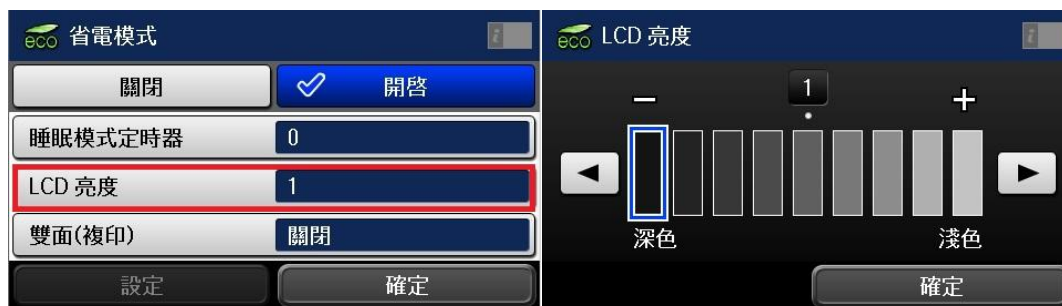 eco 省電模式
i
關閉
開啓
睡眠模式定時器 0
LCD 亮度 1
雙面(複印) 關閉
設定
確定
eco LCD 亮度
i
1
− +
深色 淺色
確定